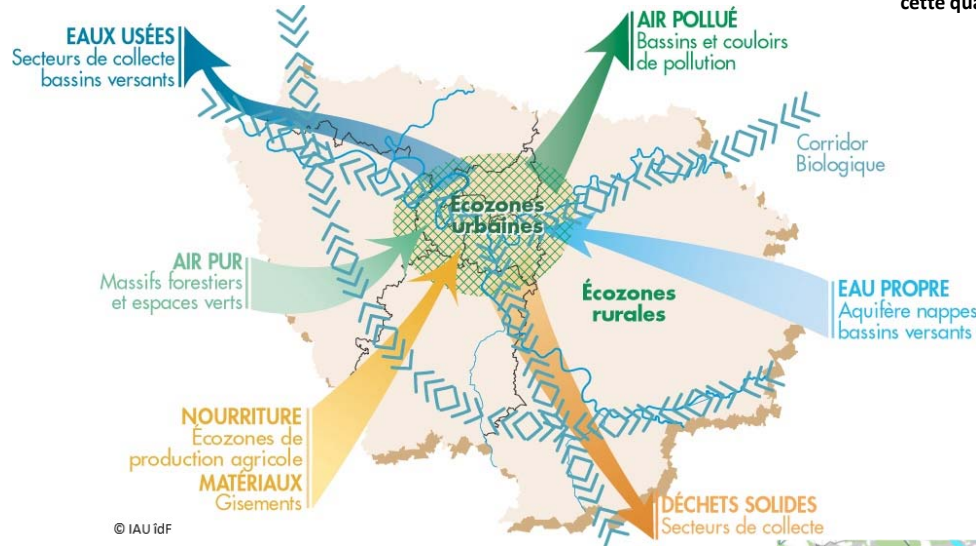 cette qua
EAUX USÉES
Secteurs de collecte
bassins versants
AIR POLLUÉ
Bassins et couloirs
de pollution
Corridor
Biologique
Écozones
urbaines
AIR PUR
Massifs forestiers
et espaces verts
Écozones
rurales
EAU PROPRE
Aquifère nappes
bassins versants
NOURRITURE
Écozones de
production agricole
MATÉRIAUX
Gisements
DÉCHETS SOLIDES
Secteurs de collecte
© IAU îdF